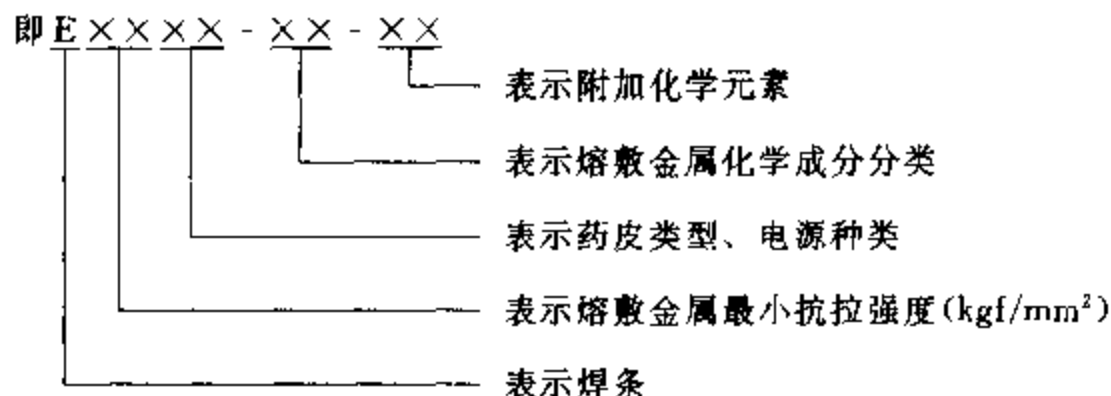 即E××××-××-××
表示附加化学元素
表示熔敷金属化学成分分类
表示药皮类型、电源种类
表示熔敷金属最小抗拉强度(kgf/mm²)
表示焊条